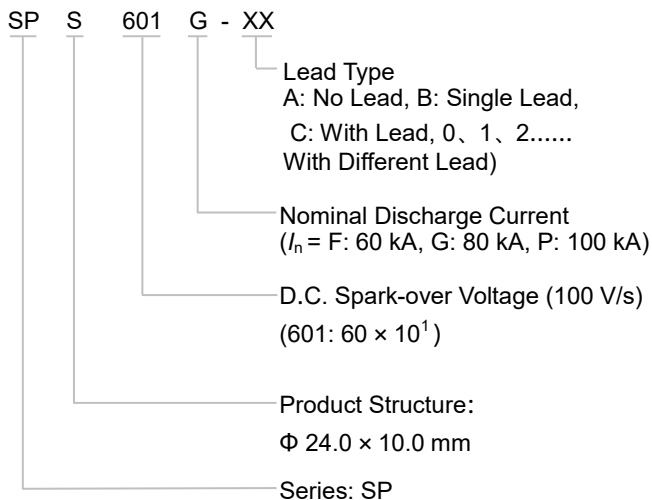 SP S 601 G - XX
Lead Type
A: No Lead, B: Single Lead,
C: With Lead, 0、1、2......
With Different Lead)
Nominal Discharge Current
(Iₙ = F: 60 kA, G: 80 kA, P: 100 kA)
D.C. Spark-over Voltage (100 V/s)
(601: 60 × 10¹)
Product Structure:
Φ 24.0 × 10.0 mm
Series: SP